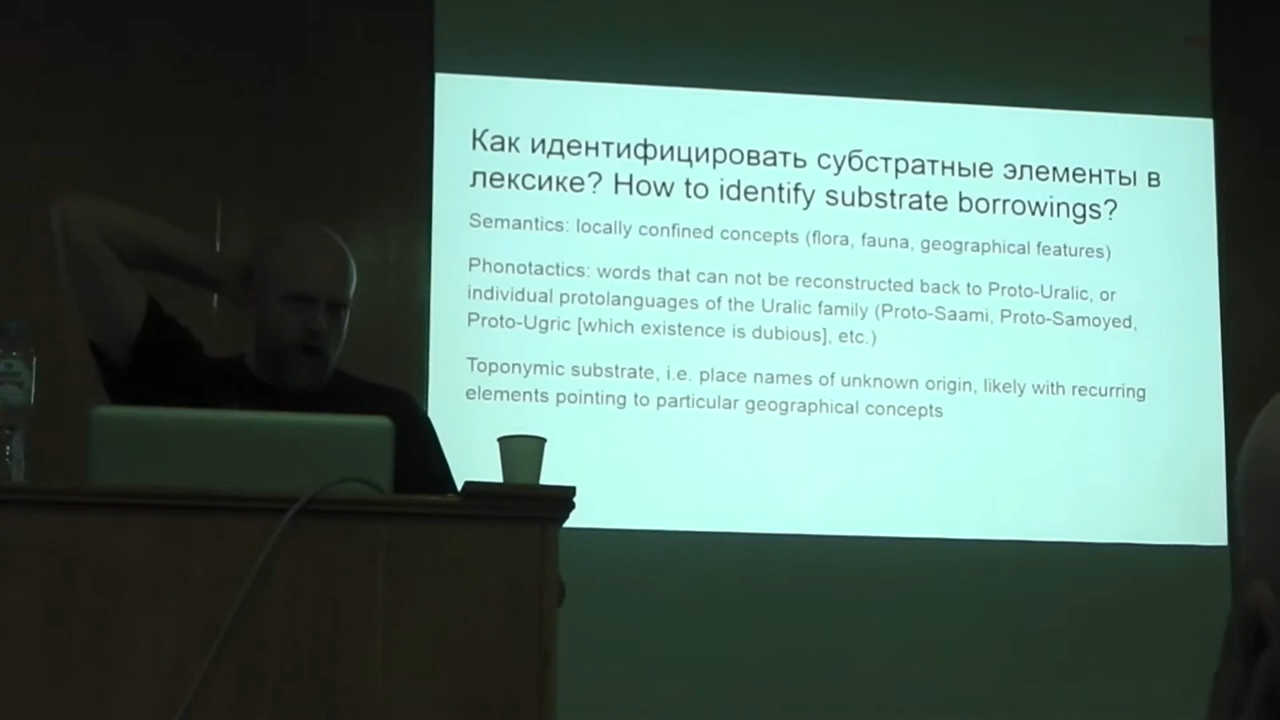 Как идентифицировать субстратные элементы в
лексике? How to identify substrate borrowings?
Semantics: locally confined concepts (flora, fauna, geographical features)
Phonotactics: words that can not be reconstructed back to Proto-Uralic, or
individual protolanguages of the Uralic family (Proto-Saami, Proto-Samoyed,
Proto-Ugric [which existence is dubious], etc.)
Toponymic substrate, i.e. place names of unknown origin, likely with recurring
elements pointing to particular geographical concepts